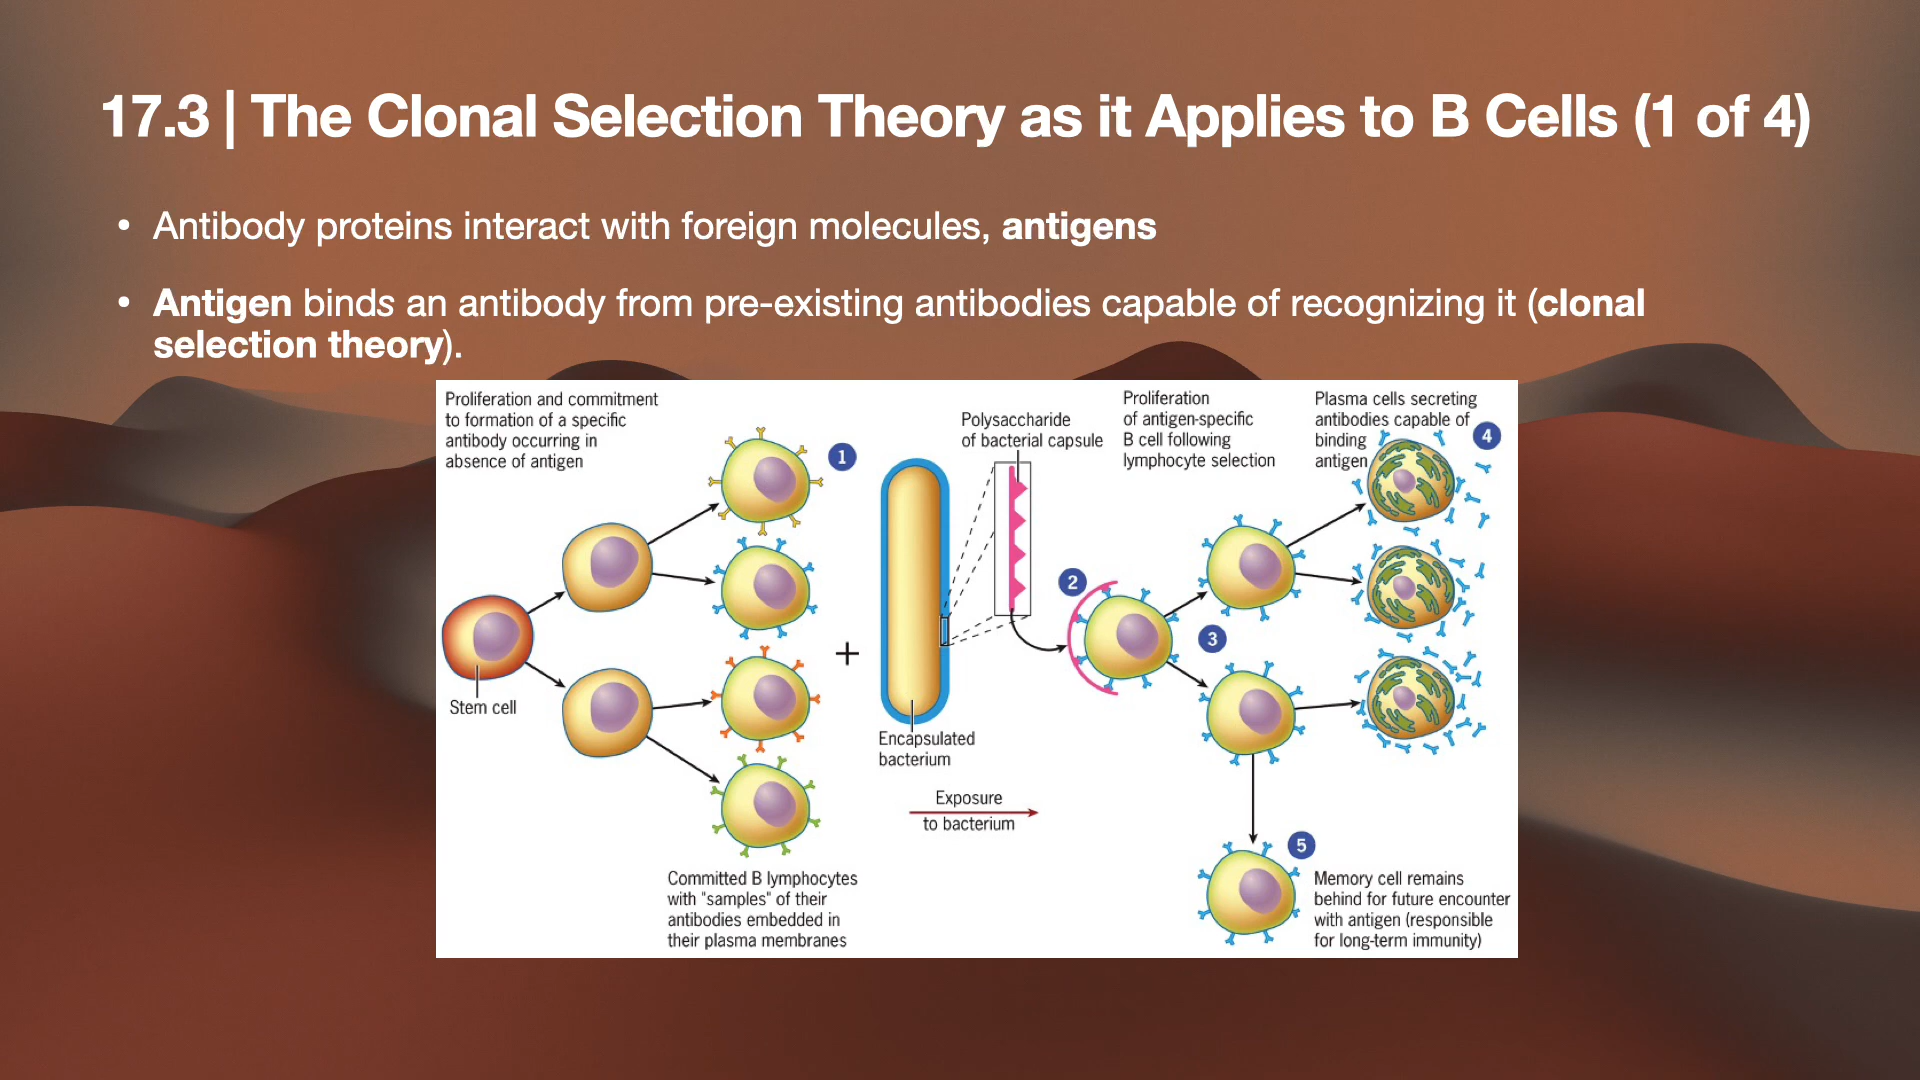 17.3 | The Clonal Selection Theory as it Applies to B Cells (1 of 4)
• Antibody proteins interact with foreign molecules, antigens
• Antigen binds an antibody from pre-existing antibodies capable of recognizing it (clonal
selection theory).
Proliferation and commitment
to formation of a specific
antibody occurring in
absence of antigen
1
Stem cell
Committed B lymphocytes
with "samples" of their
antibodies embedded in
their plasma membranes
+
Polysaccharide
of bacterial capsule
Encapsulated
bacterium
Exposure
to bacterium
2
Proliferation
of antigen-specific
B cell following
lymphocyte selection
3
Plasma cells secreting
antibodies capable of
binding
antigen
4
5
Memory cell remains
behind for future encounter
with antigen (responsible
for long-term immunity)